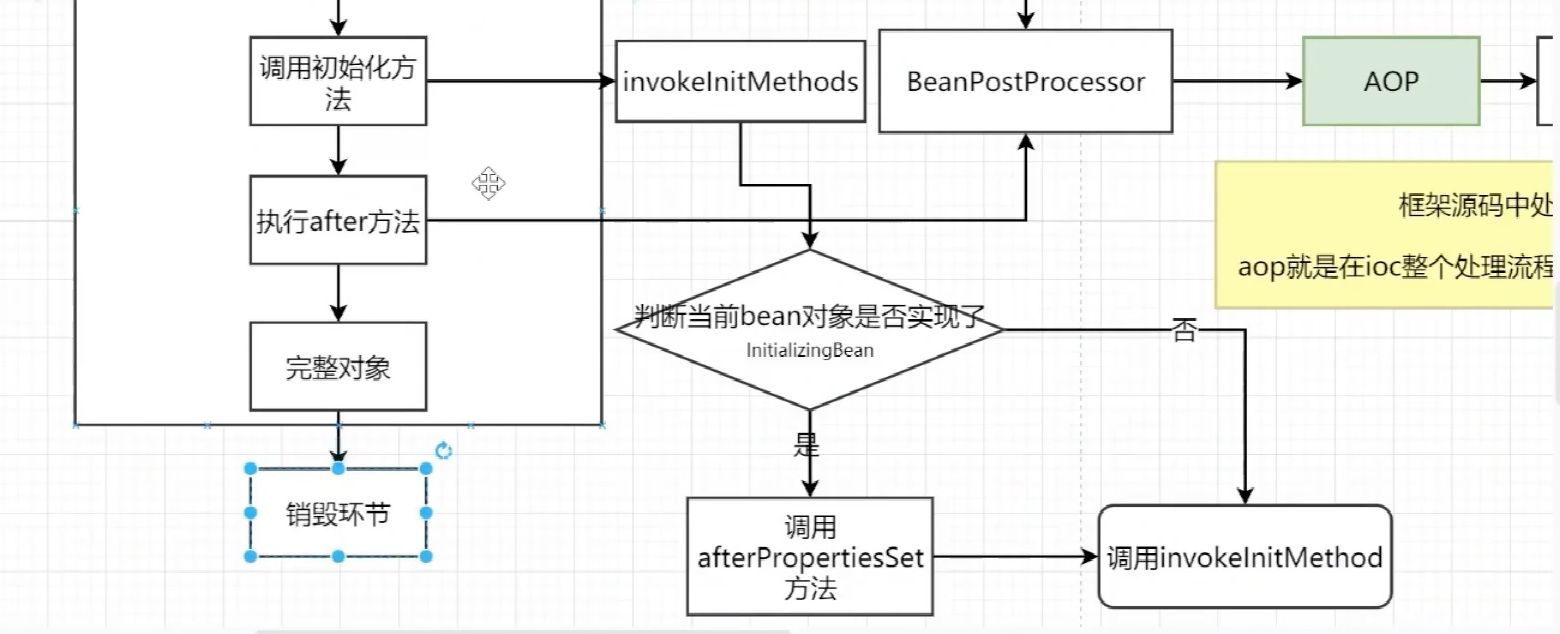 调用初始化方
法
invokeInitMethods
BeanPostProcessor
AOP
执行after方法
框架源码中处
aop就是在ioc整个处理流程
判断当前bean对象是否实现了
InitializingBean
否
完整对象
是
销毁环节
调用
afterPropertiesSet
方法
调用invokeInitMethod